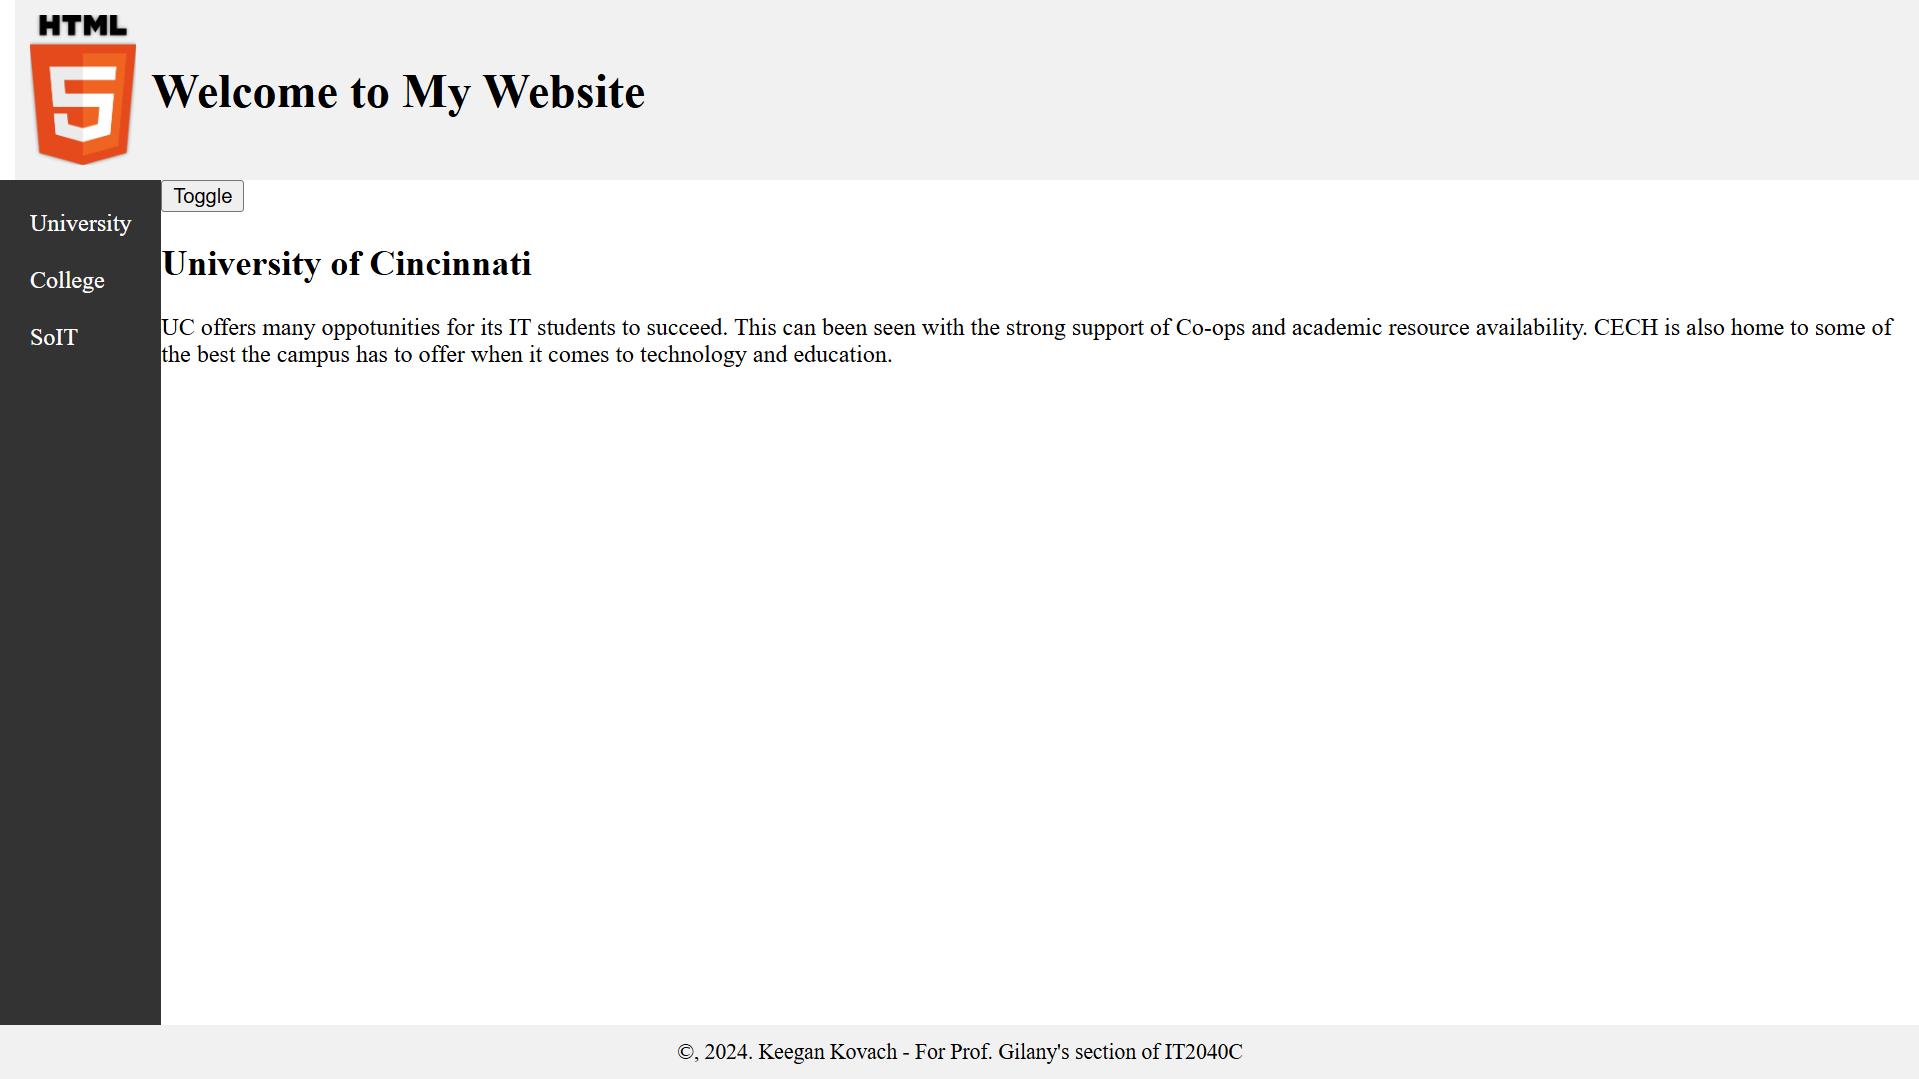 HTML
5
Welcome to My Website
Toggle
University
College
SoIT
University of Cincinnati
UC offers many oppotunities for its IT students to succeed. This can been seen with the strong support of Co-ops and academic resource availability. CECH is also home to some of
the best the campus has to offer when it comes to technology and education.
©, 2024. Keegan Kovach - For Prof. Gilany's section of IT2040C